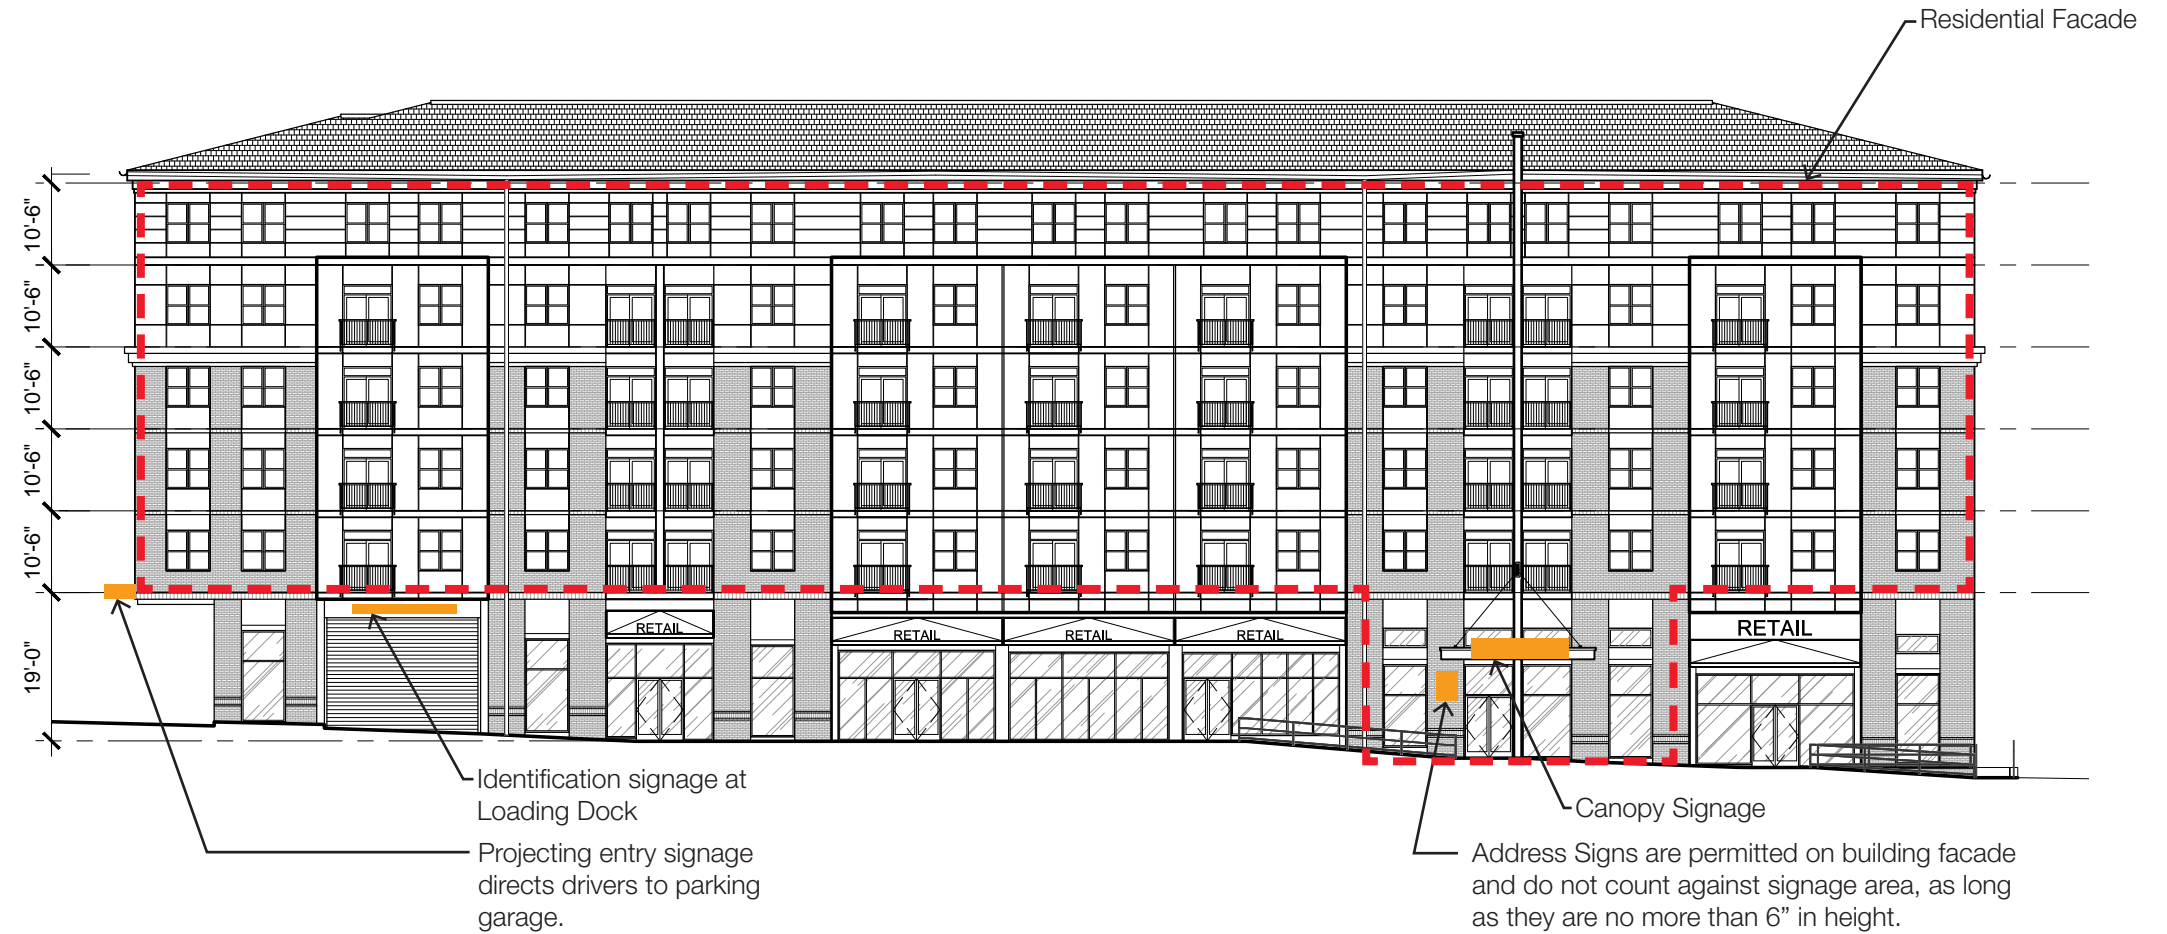 Residential Facade
10'-6"
10'-6"
10'-6"
10'-6"
10'-6"
19'-0"
RETAIL
RETAIL
RETAIL
RETAIL
RETAIL
Identification signage at
Loading Dock
Projecting entry signage
directs drivers to parking
garage.
Canopy Signage
Address Signs are permitted on building facade
and do not count against signage area, as long
as they are no more than 6” in height.